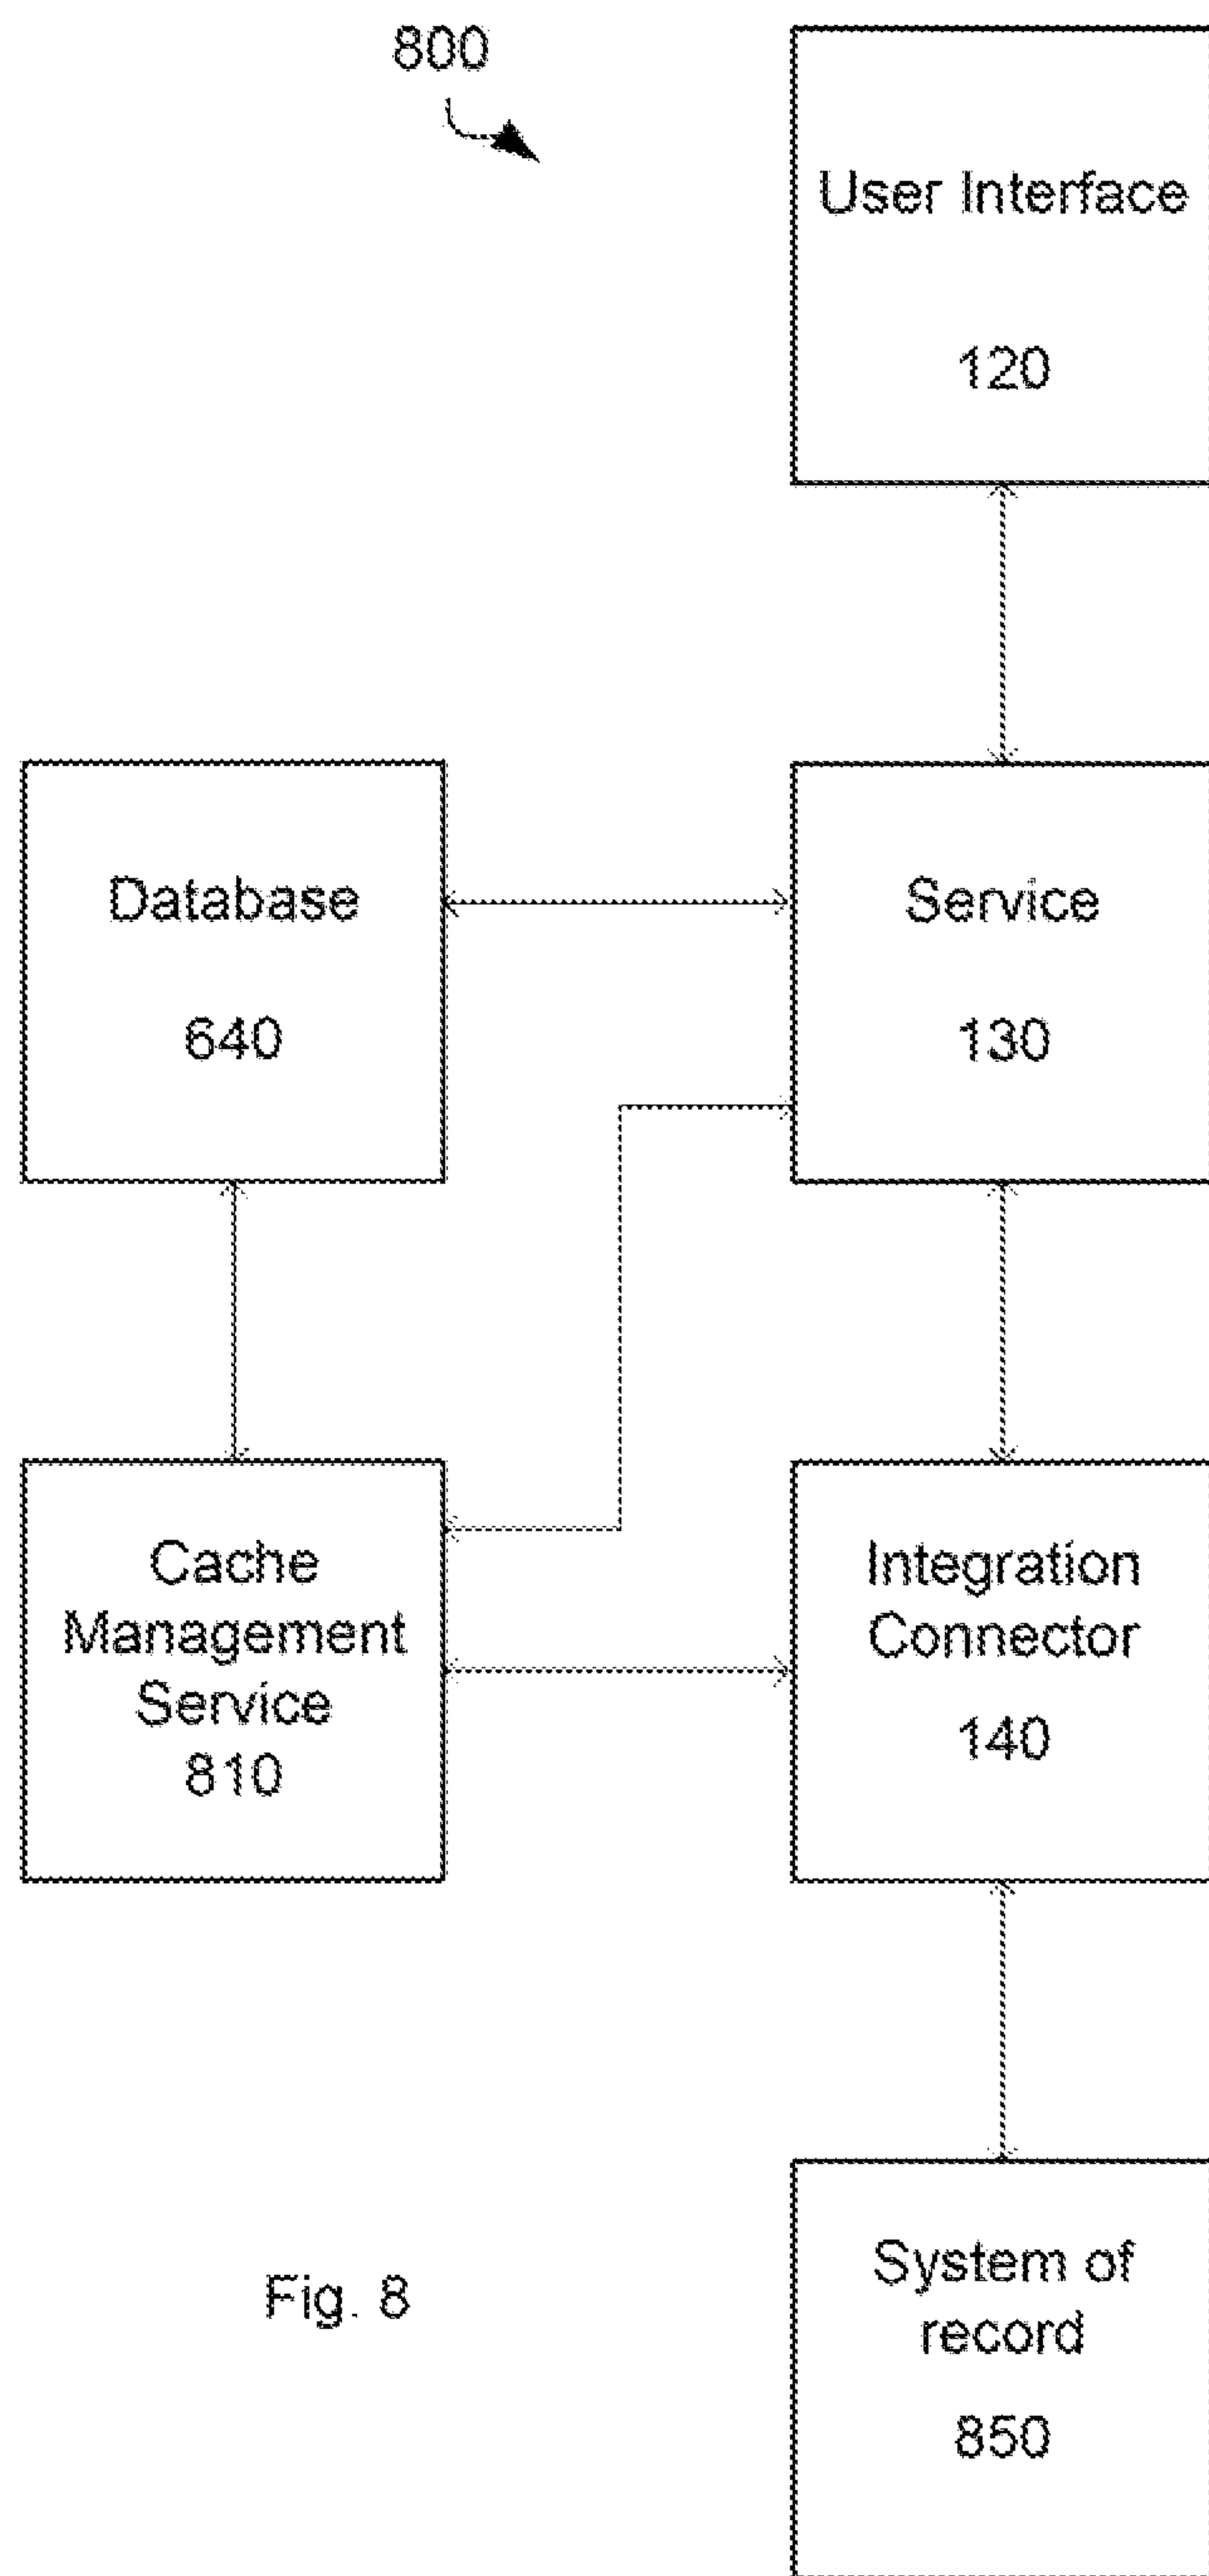 800
User Interface
120
Database
640
Service
130
Cache
Management
Service
810
Integration
Connector
140
Fig. 8
System of
record
850